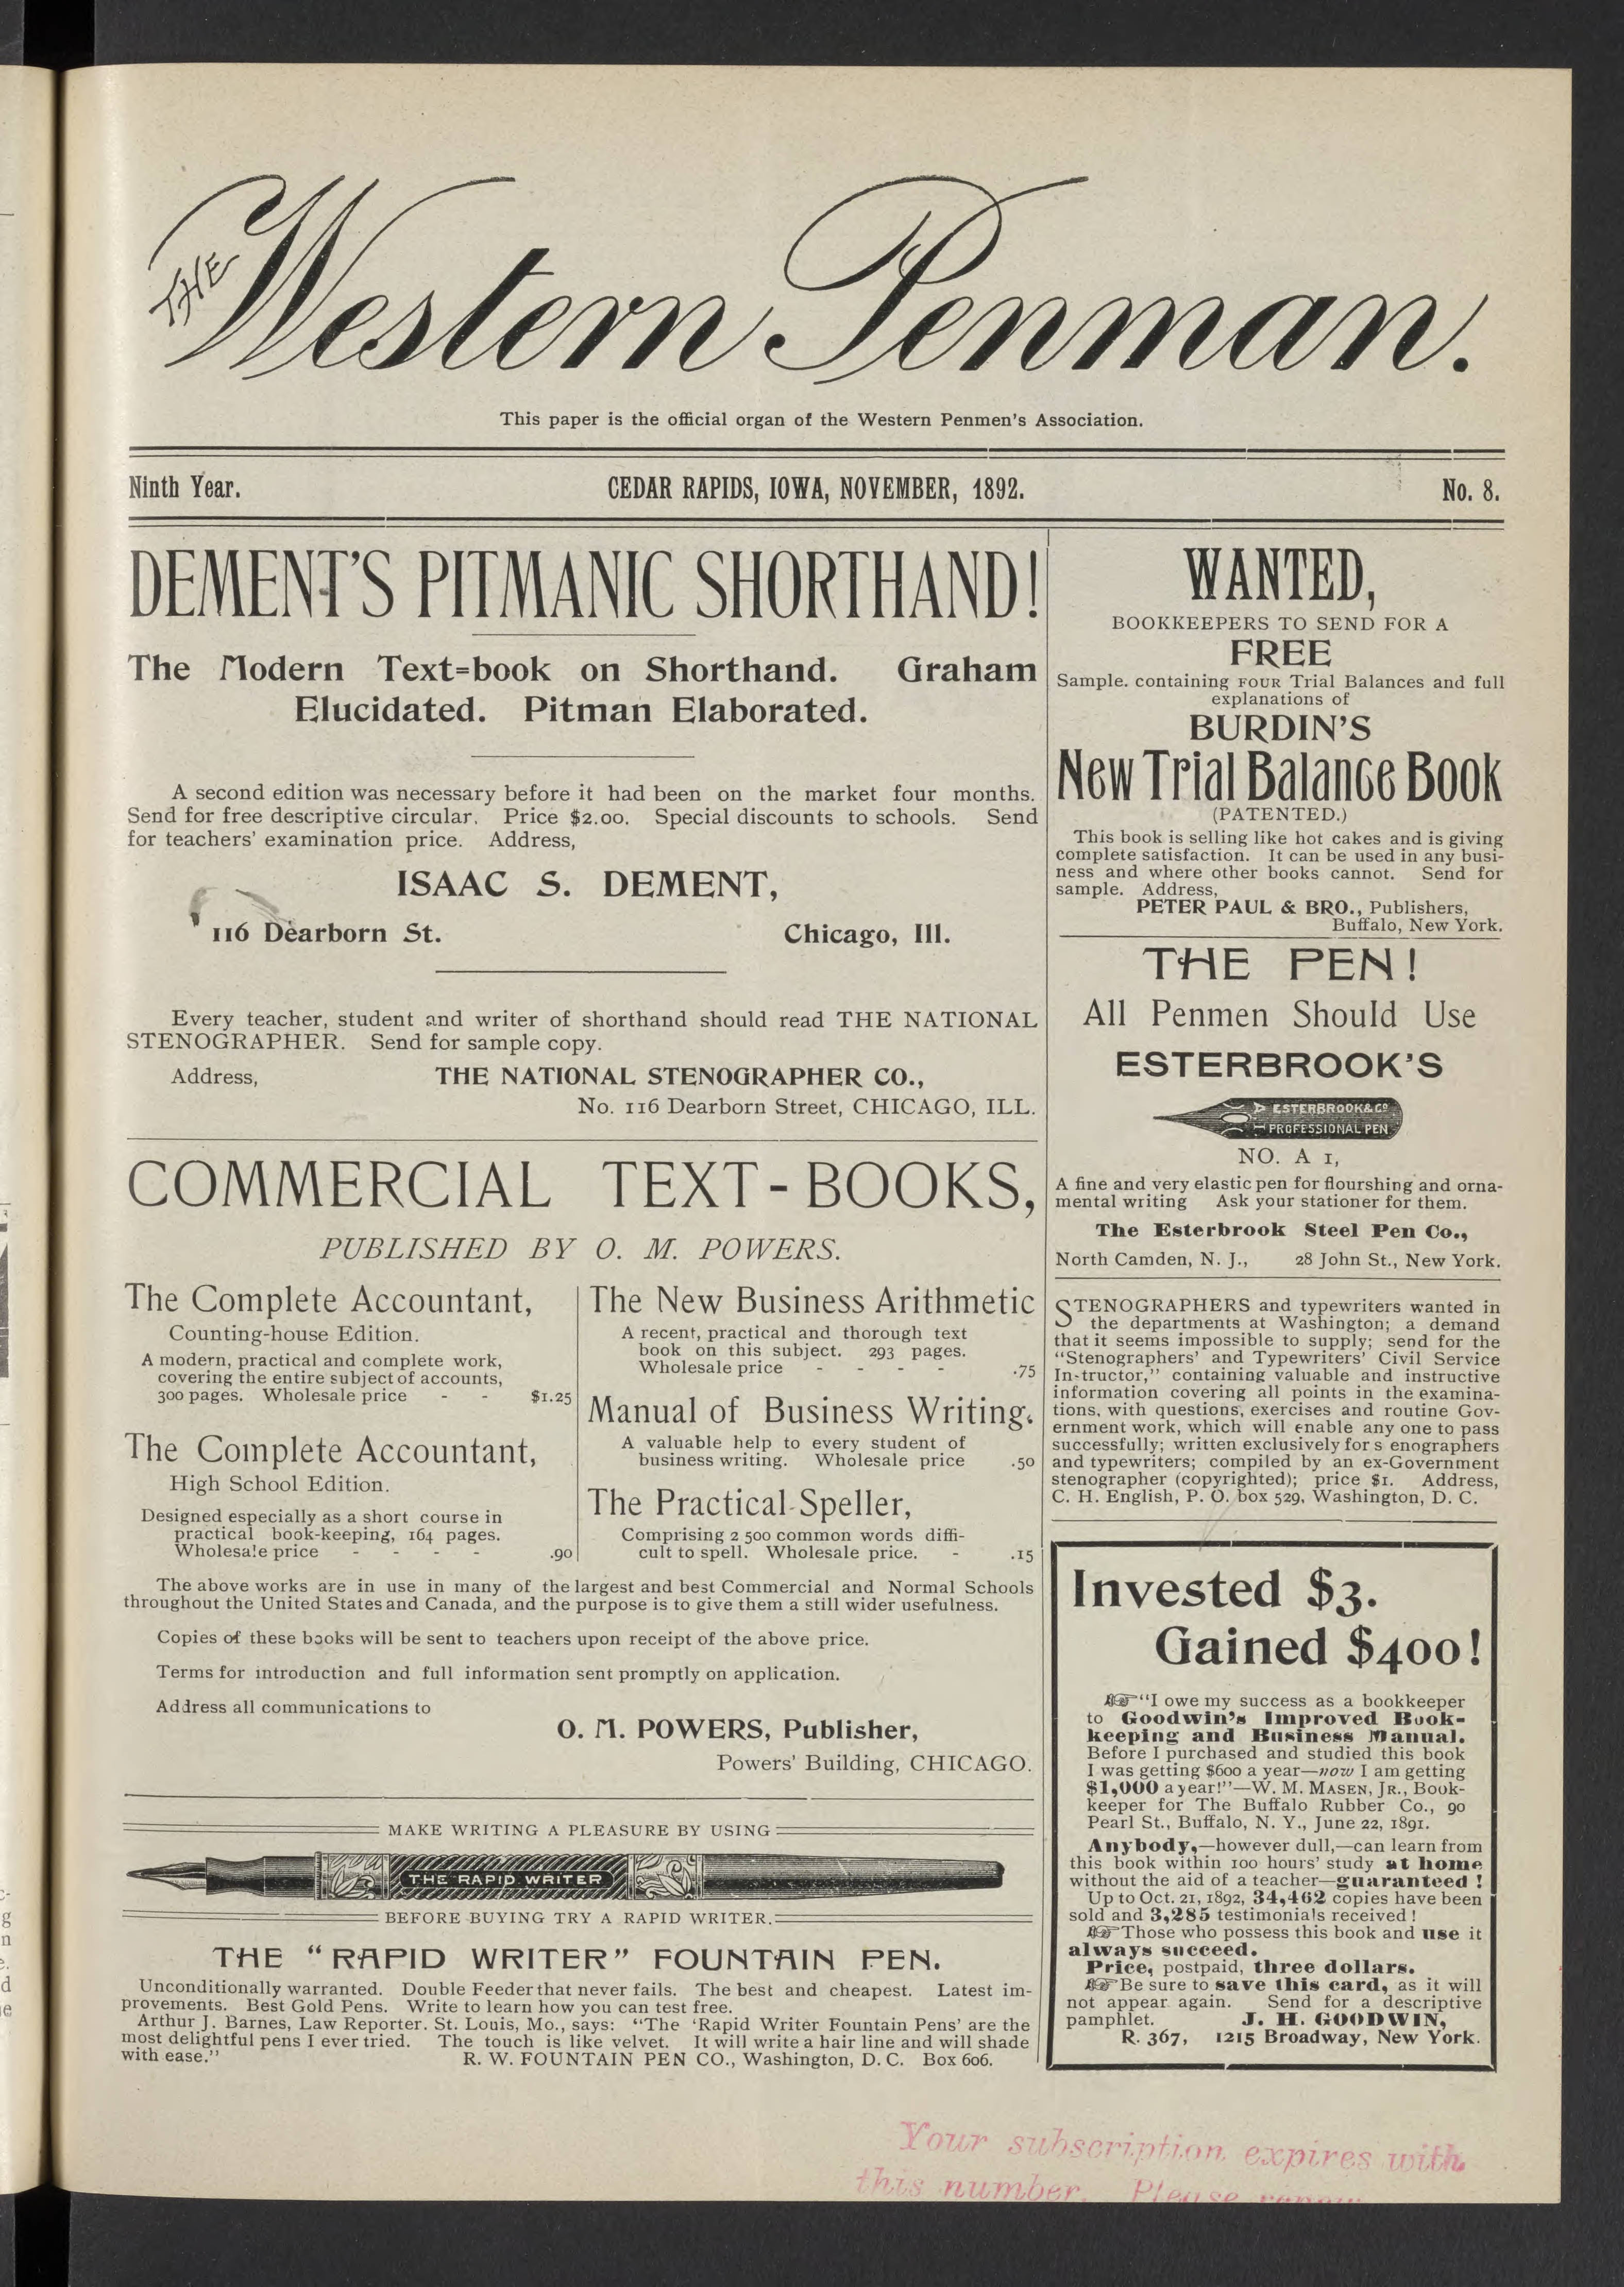 THE Western Penman.
This paper is the official organ of the Western Penmen's Association.
Ninth Year. CEDAR RAPIDS, IOWA, NOVEMBER, 1892. No. 8.
DEMENT'S PITMANIC SHORTHAND!
The Modern Text=book on Shorthand. Graham
Elucidated. Pitman Elaborated.
A second edition was necessary before it had been on the market four months.
Send for free descriptive circular. Price $2.00. Special discounts to schools. Send
for teachers' examination price. Address,
ISAAC S. DEMENT,
116 Dearborn St. Chicago, Ill.
Every teacher, student and writer of shorthand should read THE NATIONAL
STENOGRAPHER. Send for sample copy.
Address, THE NATIONAL STENOGRAPHER CO.,
No. 116 Dearborn Street, CHICAGO, ILL.
COMMERCIAL TEXT-BOOKS,
PUBLISHED BY O. M. POWERS.
The Complete Accountant,
Counting-house Edition.
A modern, practical and complete work,
covering the entire subject of accounts,
300 pages. Wholesale price - - $1.25
The Complete Accountant,
High School Edition.
Designed especially as a short course in
practical book-keeping, 164 pages.
Wholesale price - - - - .90
The New Business Arithmetic
A recent, practical and thorough text
book on this subject. 293 pages.
Wholesale price - - - - .75
Manual of Business Writing.
A valuable help to every student of
business writing. Wholesale price .50
The Practical Speller,
Comprising 2 500 common words diffi-
cult to spell. Wholesale price. - .15
The above works are in use in many of the largest and best Commercial and Normal Schools
throughout the United States and Canada, and the purpose is to give them a still wider usefulness.
Copies of these books will be sent to teachers upon receipt of the above price.
Terms for introduction and full information sent promptly on application.
Address all communications to
O. M. POWERS, Publisher,
Powers' Building, CHICAGO.
MAKE WRITING A PLEASURE BY USING
THE RAPID WRITER
BEFORE BUYING TRY A RAPID WRITER.
THE "RAPID WRITER" FOUNTAIN PEN.
Unconditionally warranted. Double Feeder that never fails. The best and cheapest. Latest im-
provements. Best Gold Pens. Write to learn how you can test free.
Arthur J. Barnes, Law Reporter. St. Louis, Mo., says: "The 'Rapid Writer Fountain Pens' are the
most delightful pens I ever tried. The touch is like velvet. It will write a hair line and will shade
with ease." R. W. FOUNTAIN PEN CO., Washington, D. C. Box 606.
WANTED,
BOOKKEEPERS TO SEND FOR A
FREE
Sample. containing FOUR Trial Balances and full
explanations of
BURDIN'S
New Trial Balance Book
(PATENTED.)
This book is selling like hot cakes and is giving
complete satisfaction. It can be used in any busi-
ness and where other books cannot. Send for
sample. Address,
PETER PAUL & BRO., Publishers,
Buffalo, New York.
THE PEN!
All Penmen Should Use
ESTERBROOK'S
A 1 ESTERBROOK & CO
PROFESSIONAL PEN
NO. A 1,
A fine and very elastic pen for flourshing and orna-
mental writing Ask your stationer for them.
The Esterbrook Steel Pen Co.,
North Camden, N. J., 28 John St., New York.
STENOGRAPHERS and typewriters wanted in
the departments at Washington; a demand
that it seems impossible to supply; send for the
"Stenographers' and Typewriters' Civil Service
In-tructor," containing valuable and instructive
information covering all points in the examina-
tions, with questions, exercises and routine Gov-
ernment work, which will enable any one to pass
successfully; written exclusively for s enographers
and typewriters; compiled by an ex-Government
stenographer (copyrighted); price $1. Address,
C. H. English, P. O. box 529, Washington, D. C.
Invested $3.
Gained $400!
"I owe my success as a bookkeeper
to Goodwin's Improved Book-
keeping and Business Manual.
Before I purchased and studied this book
I was getting $600 a year—now I am getting
$1,000 a year!"—W. M. MASEN, JR., Book-
keeper for The Buffalo Rubber Co., 90
Pearl St., Buffalo, N. Y., June 22, 1891.
Anybody,—however dull,—can learn from
this book within 100 hours' study at home
without the aid of a teacher—guaranteed !
Up to Oct. 21, 1892, 34,462 copies have been
sold and 3,285 testimonials received !
Those who possess this book and use it
always succeed.
Price, postpaid, three dollars.
Be sure to save this card, as it will
not appear again. Send for a descriptive
pamphlet. J. H. GOODWIN,
R. 367, 1215 Broadway, New York.
Your subscription expires with
this number. Please